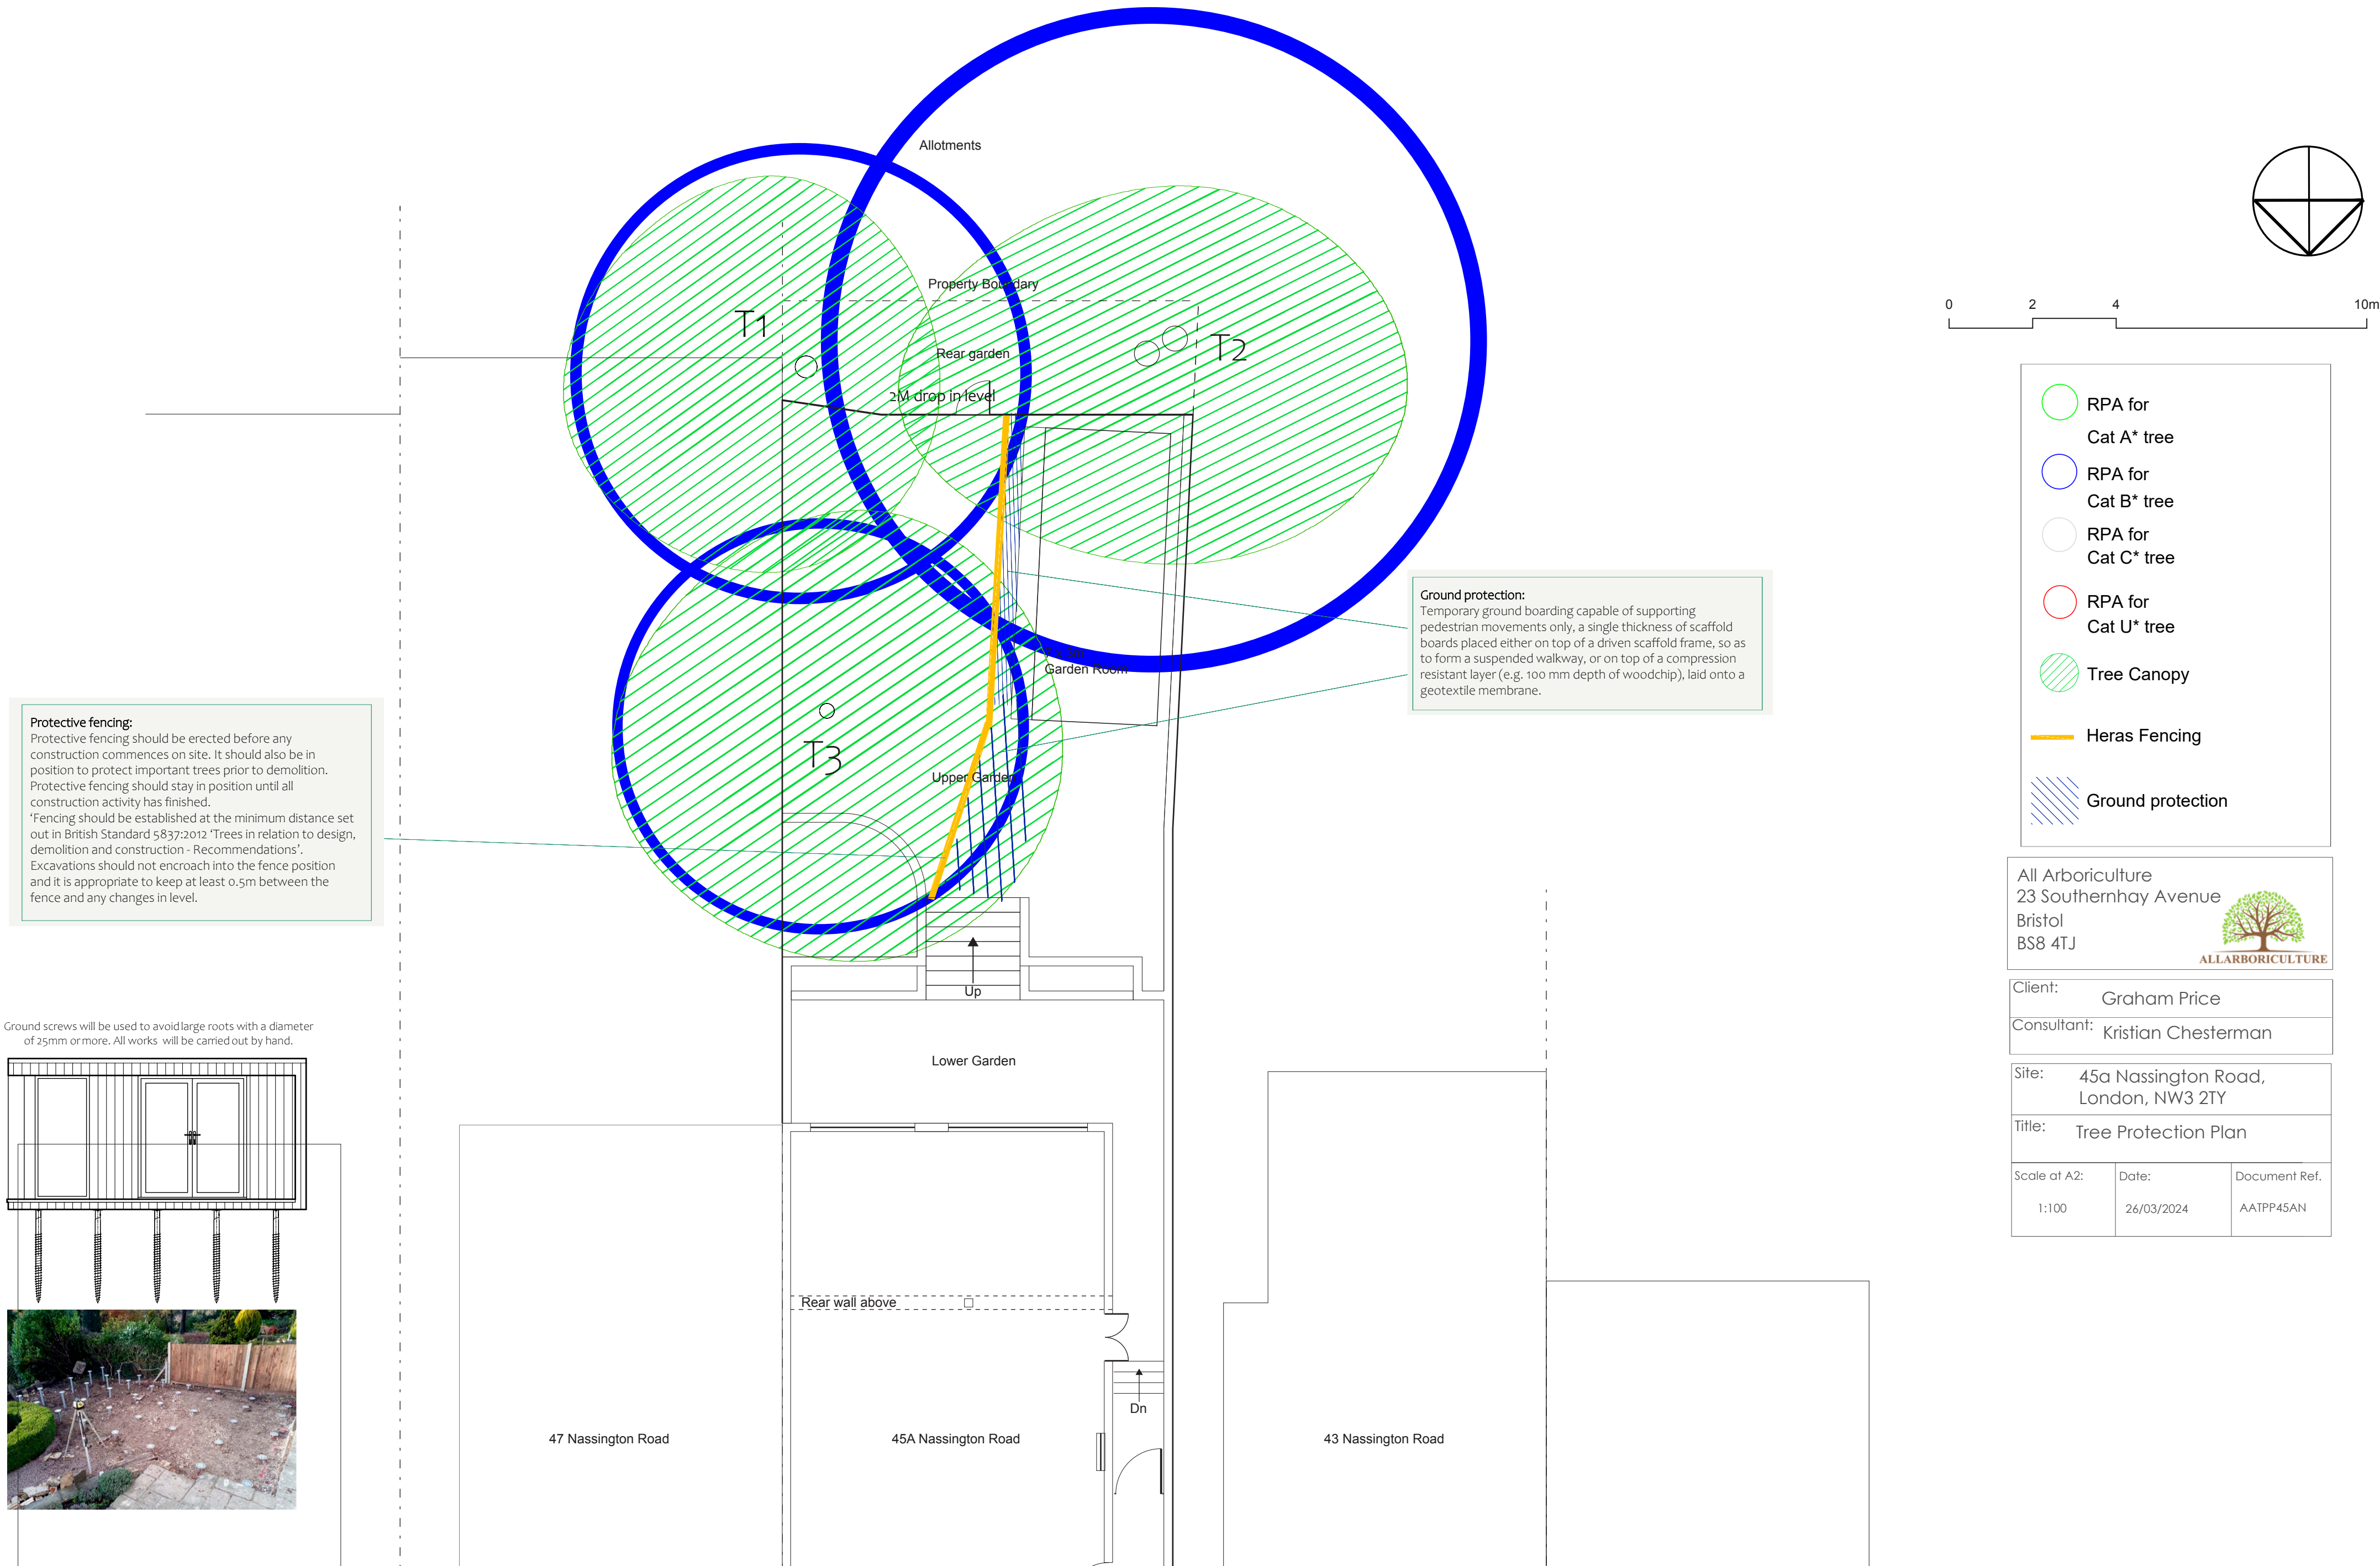 Allotments
Property Boundary
T1
T2
Rear garden
2M drop in level
Garden Room
T3
Upper Garden
Up
Lower Garden
Rear wall above
Dn
47 Nassington Road
45A Nassington Road
43 Nassington Road
Protective fencing:
Protective fencing should be erected before any
construction commences on site. It should also be in
position to protect important trees prior to demolition.
Protective fencing should stay in position until all
construction activity has finished.
‘Fencing should be established at the minimum distance set
out in British Standard 5837:2012 ‘Trees in relation to design,
demolition and construction - Recommendations’.
Excavations should not encroach into the fence position
and it is appropriate to keep at least 0.5m between the
fence and any changes in level.
Ground screws will be used to avoid large roots with a diameter
of 25mm or more. All works will be carried out by hand.
Ground protection:
Temporary ground boarding capable of supporting
pedestrian movements only, a single thickness of scaffold
boards placed either on top of a driven scaffold frame, so as
to form a suspended walkway, or on top of a compression
resistant layer (e.g. 100 mm depth of woodchip), laid onto a
geotextile membrane.
0 2 4 10m
RPA for
Cat A* tree
RPA for
Cat B* tree
RPA for
Cat C* tree
RPA for
Cat U* tree
Tree Canopy
Heras Fencing
Ground protection
All Arboriculture
23 Southernhay Avenue
Bristol
BS8 4TJ
ALLARBORICULTURE
Client: Graham Price
Consultant: Kristian Chesterman
Site: 45a Nassington Road,
London, NW3 2TY
Title: Tree Protection Plan
Scale at A2: Date: Document Ref.
1:100 26/03/2024 AATPP45AN